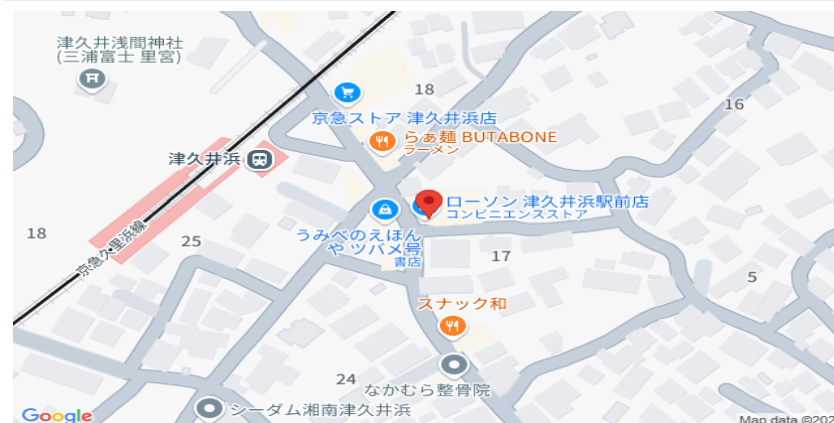 津久井浅間神社
(三浦富士 里宮)
18
16
京急ストア 津久井浜店
らぁ麺 BUTABONE
ラーメン
津久井浜
ローソン 津久井浜駅前店
コンビニエンスストア
18
25
うみべのえほん
や ツバメ号
書店
17
京急久里浜線
5
スナック和
24
なかむら整骨院
シーダム湘南津久井浜
Google
Map data ©202